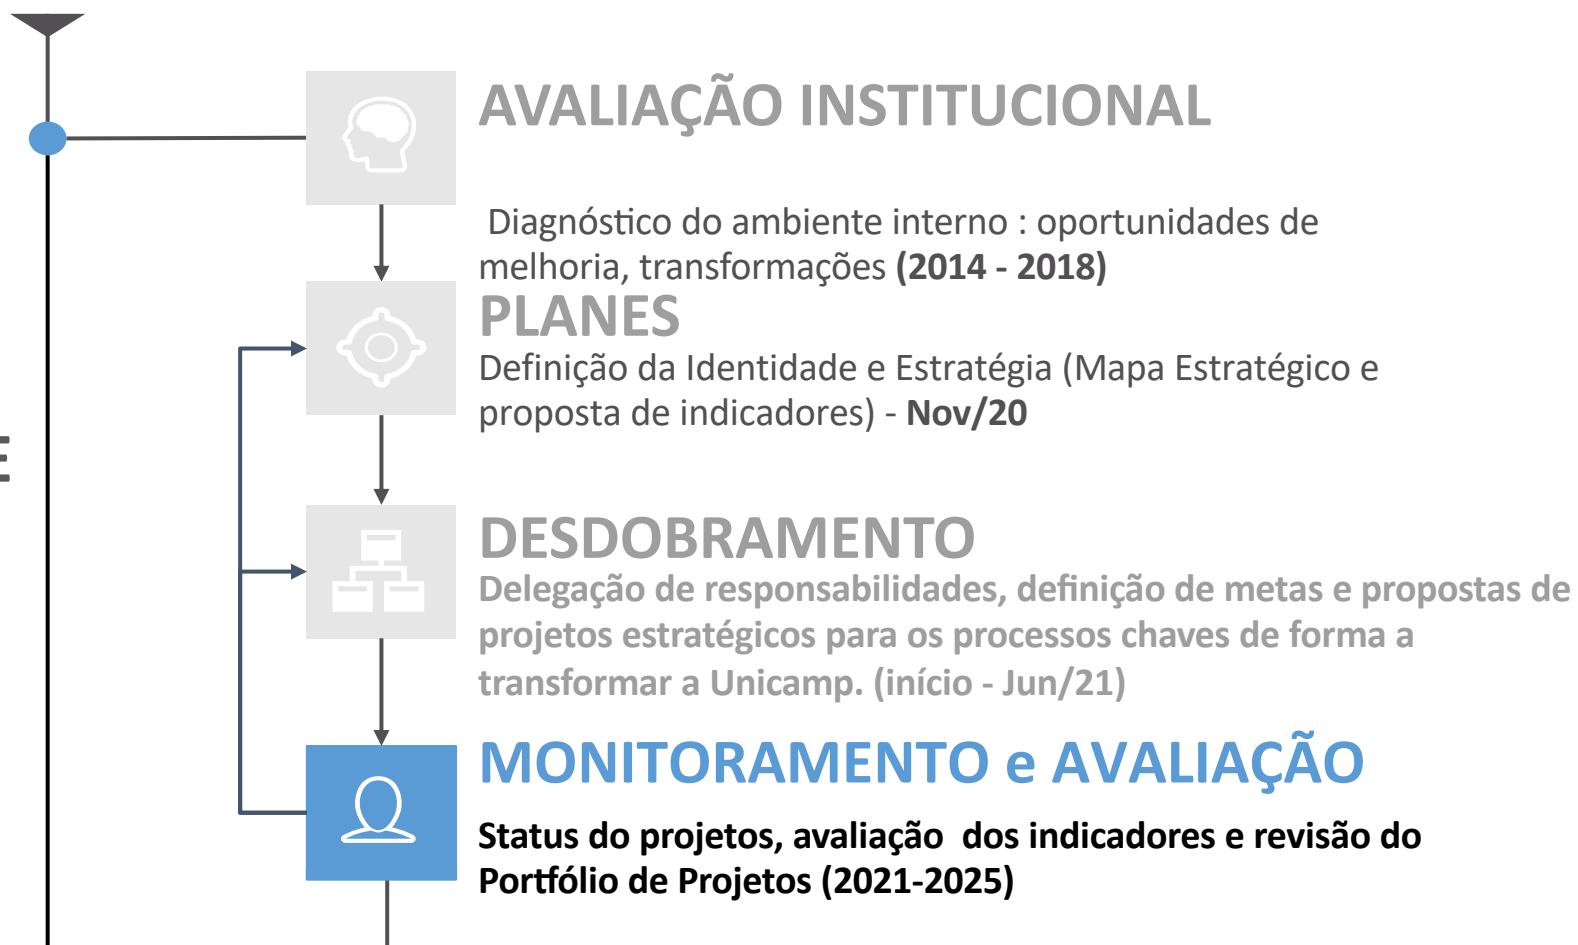 AVALIAÇÃO INSTITUCIONAL
Diagnóstico do ambiente interno : oportunidades de
melhoria, transformações (2014 - 2018)
PLANES
Definição da Identidade e Estratégia (Mapa Estratégico e
proposta de indicadores) - Nov/20
E
DESDOBRAMENTO
Delegação de responsabilidades, definição de metas e propostas de
projetos estratégicos para os processos chaves de forma a
transformar a Unicamp. (início - Jun/21)
MONITORAMENTO e AVALIAÇÃO
Status do projetos, avaliação  dos indicadores e revisão do
Portfólio de Projetos (2021-2025)